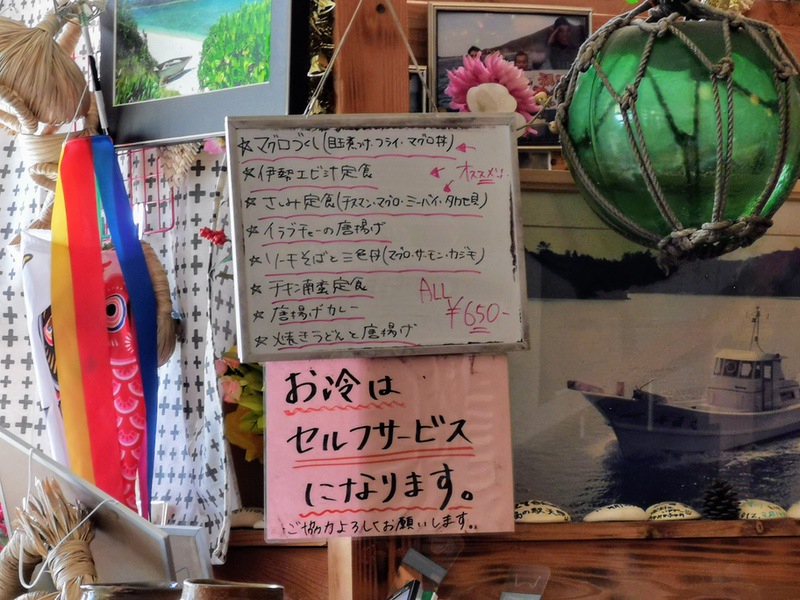 ☆マグロづくし(目玉煮つけ・フライ・マグロ丼)
☆伊勢エビ汁定食
オススメ!!
☆さしみ定食(チヌマン・マグロ・ミーバイ・タカセ貝)
☆イラブチャーの唐揚げ
☆ソーキそばと三色丼(マグロ・サーモン・カジキ)
☆チキン南蛮定食
☆唐揚げカレー
☆焼きうどんと唐揚げ
ALL
¥650-
お冷は
セルフサービス
になります。
ご協力よろしくお願いします。